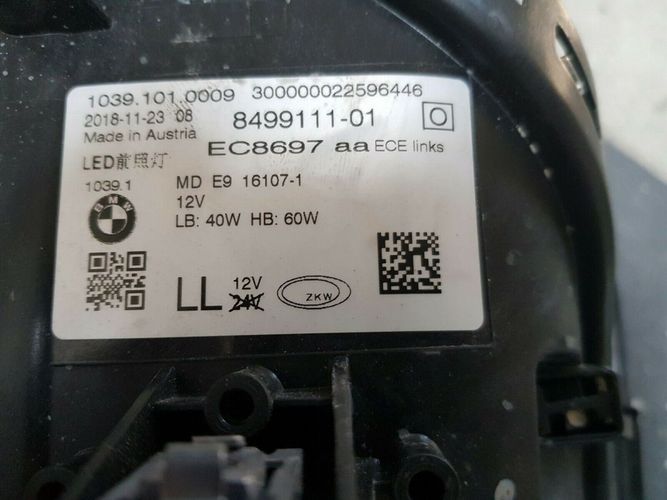 1039.101.0009 300000022596446
2018-11-23 08 8499111-01
Made in Austria EC8697 aa ECE links
LED前照灯
1039.1 MD E9 16107-1
BMW 12V
LB: 40W HB: 60W
LL 12V
24V ZKW